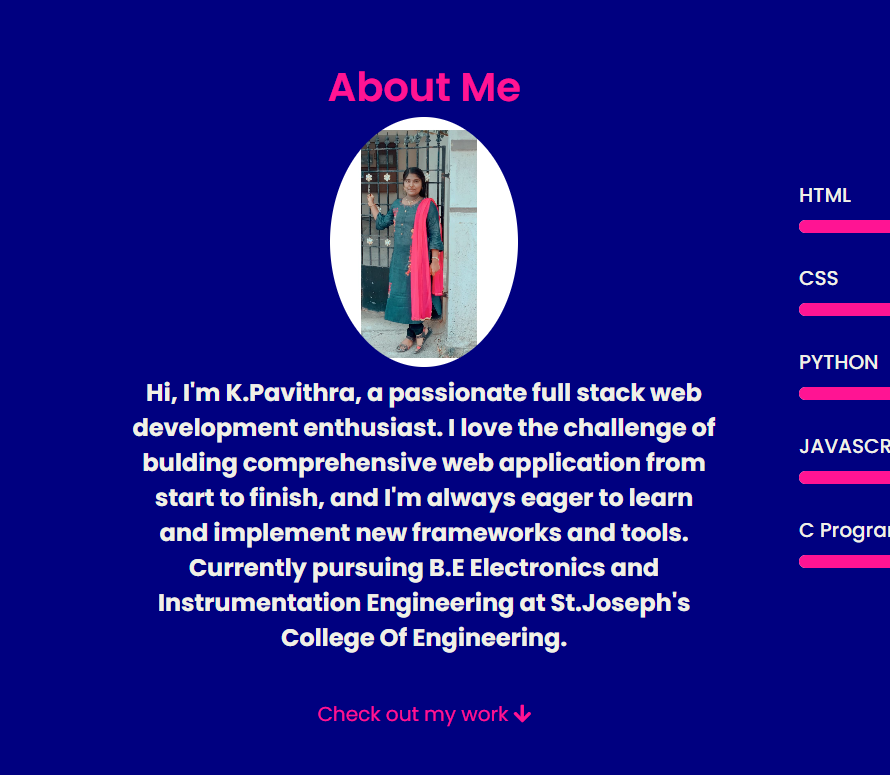 About Me
Hi, I'm K.Pavithra, a passionate full stack web
development enthusiast. I love the challenge of
bulding comprehensive web application from
start to finish, and I'm always eager to learn
and implement new frameworks and tools.
Currently pursuing B.E Electronics and
Instrumentation Engineering at St.Joseph's
College Of Engineering.
Check out my work
HTML
CSS
PYTHON
JAVASCR
C Progra